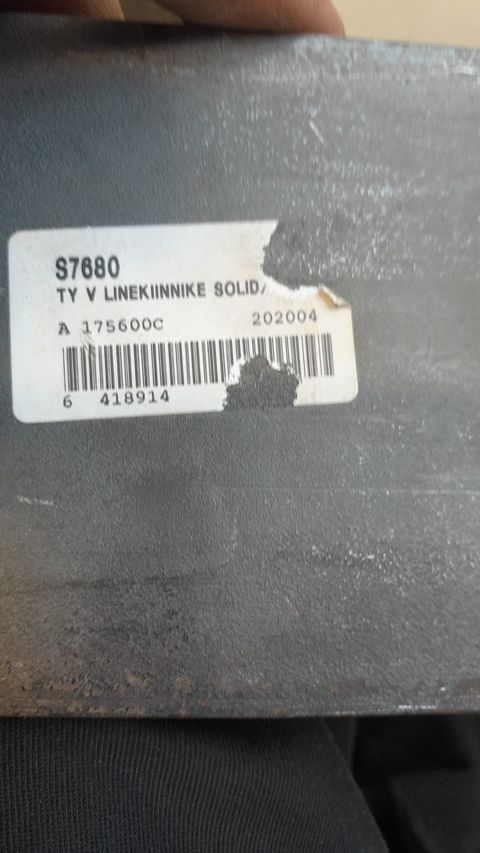 S7680
TY V LINEKIINNIKE SOLID/
A 175600C 202004
6 418914